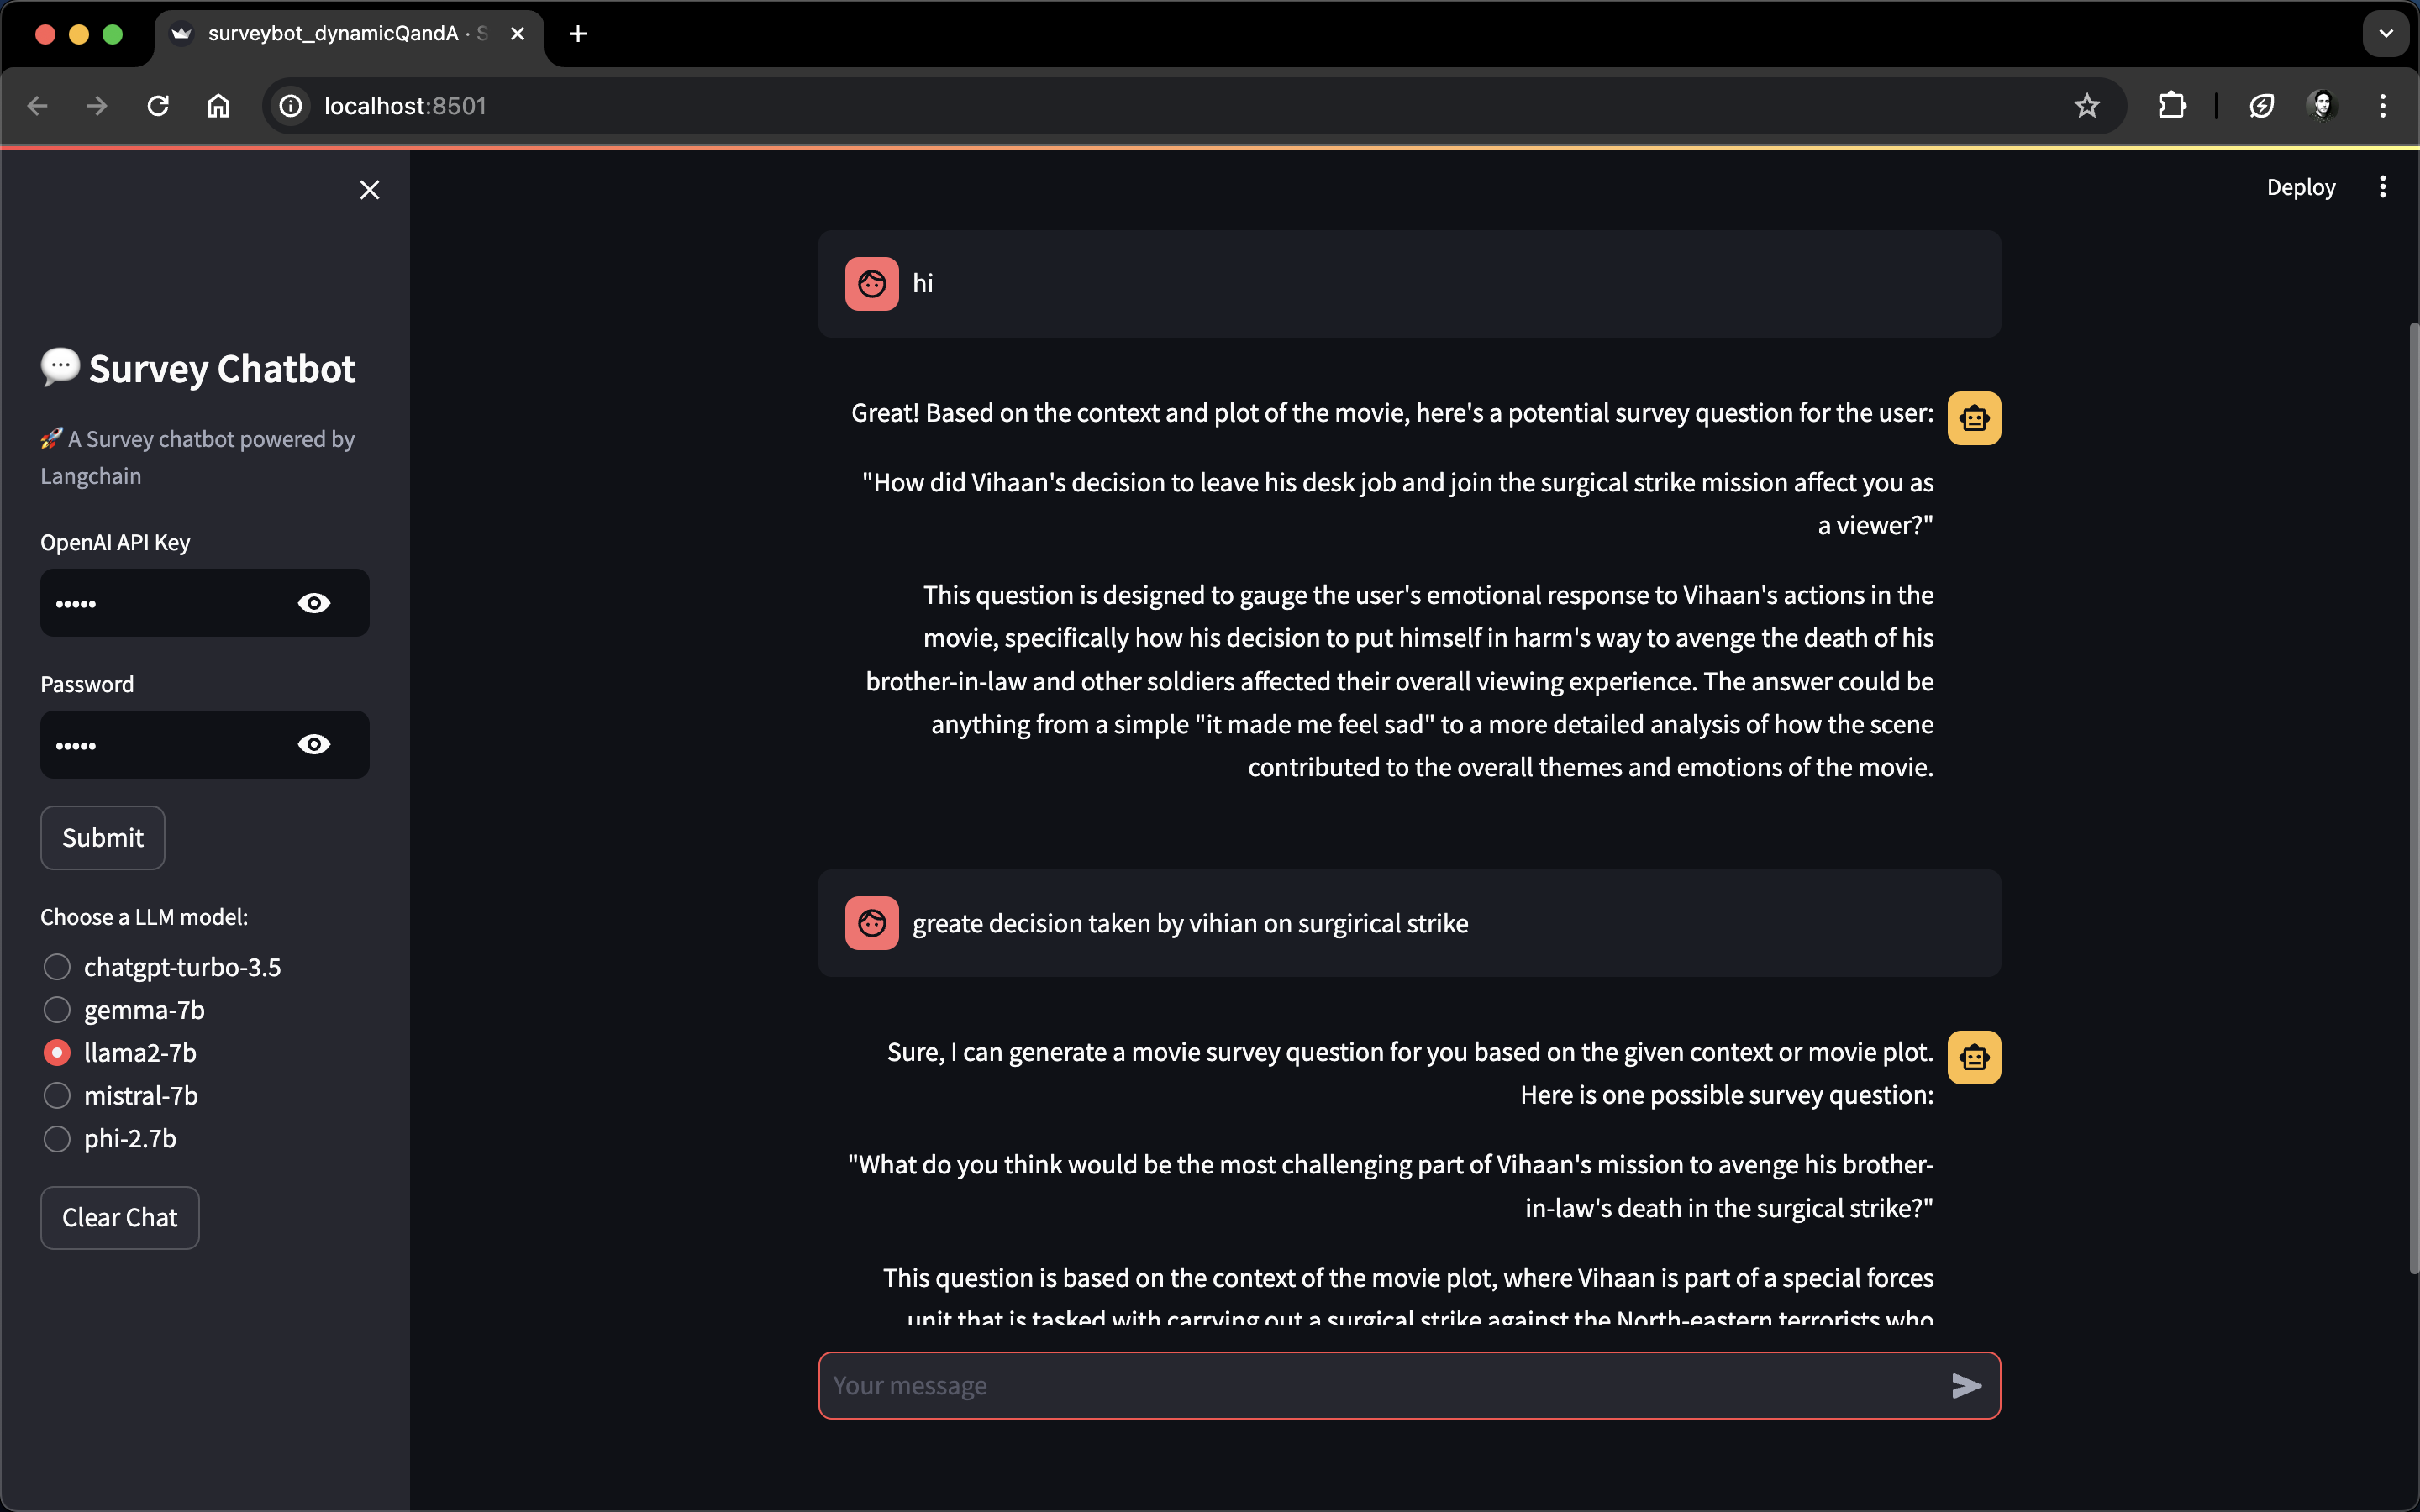 surveybot_dynamicQandA · S
localhost:8501
Deploy
Survey Chatbot
A Survey chatbot powered by
Langchain
OpenAI API Key
•••••
Password
•••••
Submit
Choose a LLM model:
chatgpt-turbo-3.5
gemma-7b
llama2-7b
mistral-7b
phi-2.7b
Clear Chat
hi
Great! Based on the context and plot of the movie, here's a potential survey question for the user:
"How did Vihaan's decision to leave his desk job and join the surgical strike mission affect you as
a viewer?"
This question is designed to gauge the user's emotional response to Vihaan's actions in the
movie, specifically how his decision to put himself in harm's way to avenge the death of his
brother-in-law and other soldiers affected their overall viewing experience. The answer could be
anything from a simple "it made me feel sad" to a more detailed analysis of how the scene
contributed to the overall themes and emotions of the movie.
greate decision taken by vihian on surgirical strike
Sure, I can generate a movie survey question for you based on the given context or movie plot.
Here is one possible survey question:
"What do you think would be the most challenging part of Vihaan's mission to avenge his brother-
in-law's death in the surgical strike?"
This question is based on the context of the movie plot, where Vihaan is part of a special forces
unit that is tasked with carrying out a surgical strike against the North-eastern terrorists who
Your message